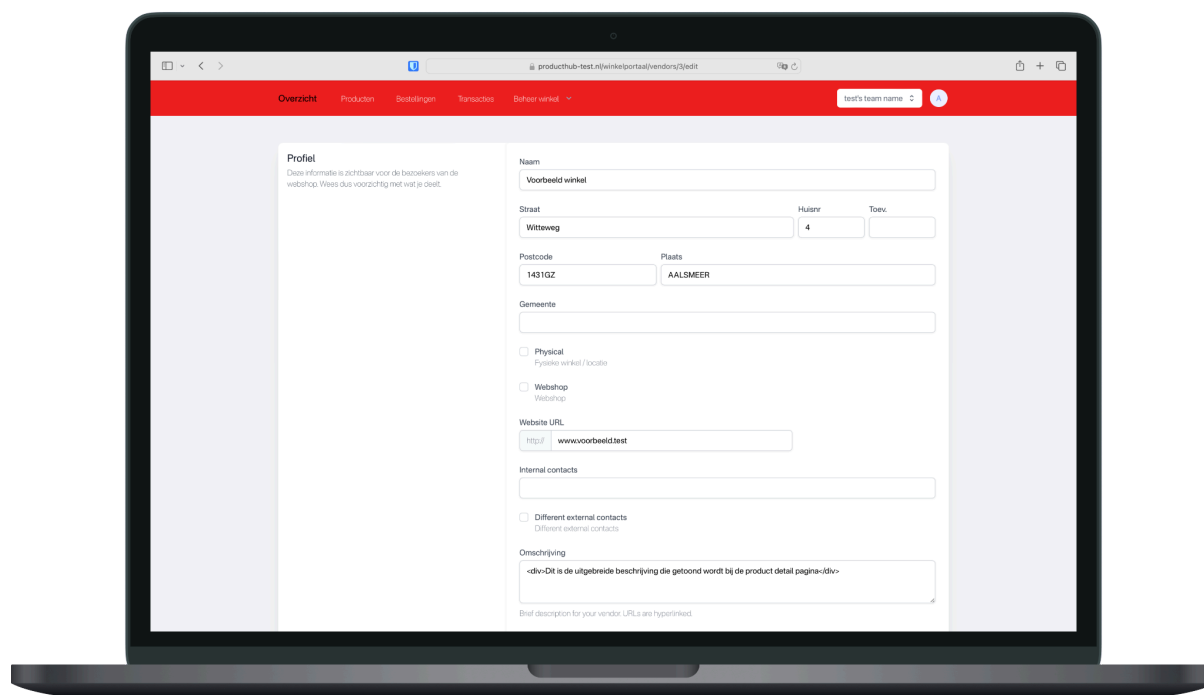 producthub-test.nl/winkelportaal/vendors/3/edit
Overzicht Producten Bestellingen Transacties Beheer winkel test's team name A
Profiel
Deze informatie is zichtbaar voor de bezoekers van de
webshop. Wees dus voorzichtig met wat je deelt.
Naam
Voorbeeld winkel
Straat Huisnr Toev.
Witteweg 4
Postcode Plaats
1431GZ AALSMEER
Gemeente
Physical
Fysieke winkel / locatie
Webshop
Webshop
Website URL
http:// www.voorbeeld.test
Internal contacts
Different external contacts
Different external contacts
Omschrijving
<div>Dit is de uitgebreide beschrijving die getoond wordt bij de product detail pagina</div>
Brief description for your vendor. URLs are hyperlinked.